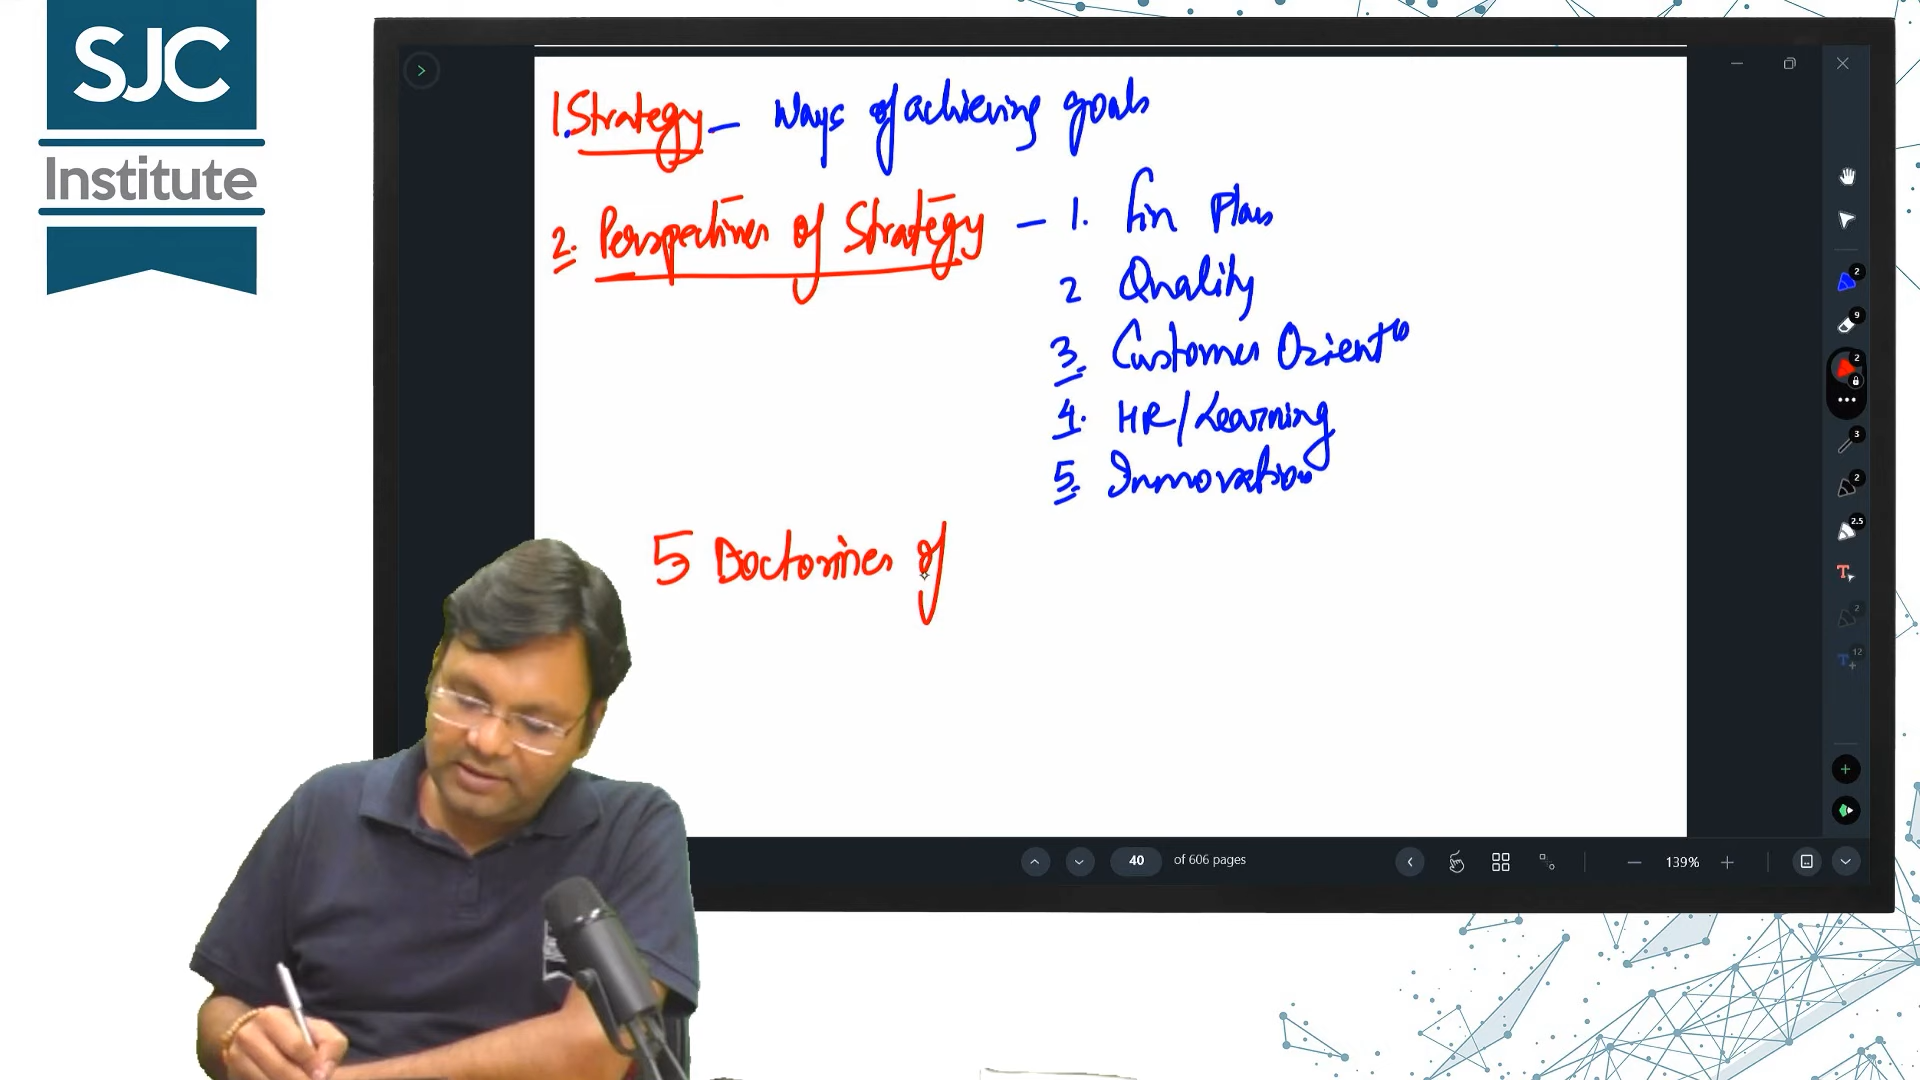 SJC
Institute
1. Strategy – Ways of achieving goals
2. Perspectives of Strategy – 1. Fin Plan
2 Quality
3. Customer Orientn
4. HR/Learning
5. Innovation
5 Doctorines of
40 of 606 pages
139%